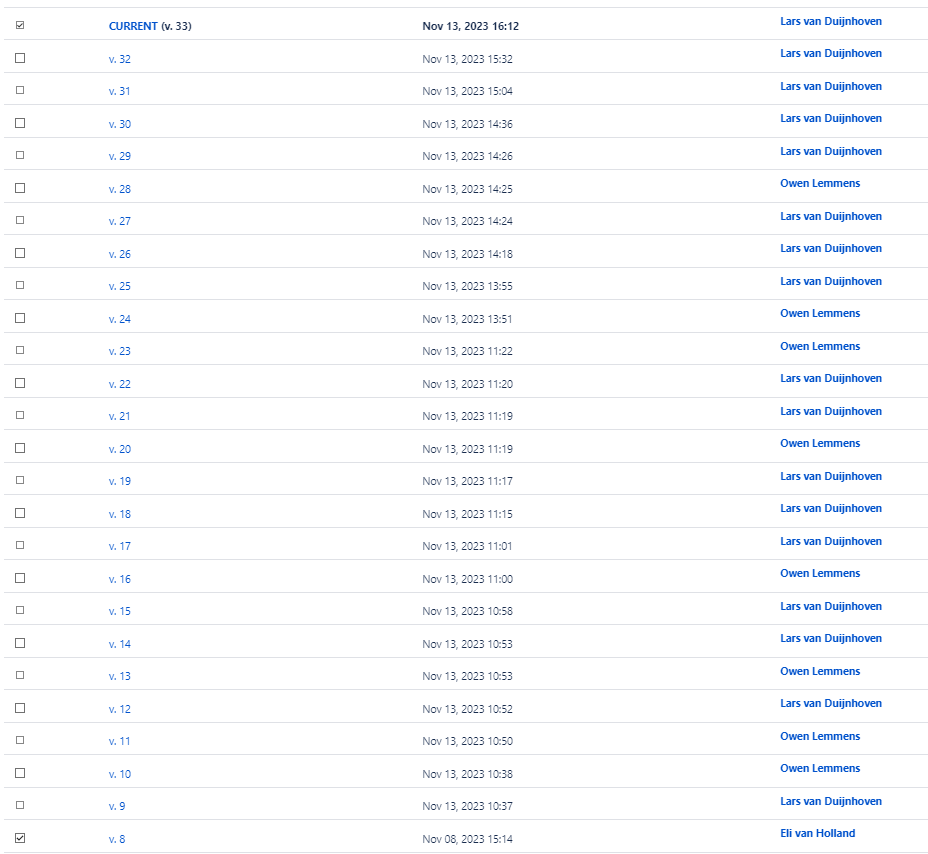 CURRENT (v. 33) Nov 13, 2023 16:12 Lars van Duijnhoven
v. 32 Nov 13, 2023 15:32 Lars van Duijnhoven
v. 31 Nov 13, 2023 15:04 Lars van Duijnhoven
v. 30 Nov 13, 2023 14:36 Lars van Duijnhoven
v. 29 Nov 13, 2023 14:26 Lars van Duijnhoven
v. 28 Nov 13, 2023 14:25 Owen Lemmens
v. 27 Nov 13, 2023 14:24 Lars van Duijnhoven
v. 26 Nov 13, 2023 14:18 Lars van Duijnhoven
v. 25 Nov 13, 2023 13:55 Lars van Duijnhoven
v. 24 Nov 13, 2023 13:51 Owen Lemmens
v. 23 Nov 13, 2023 11:22 Owen Lemmens
v. 22 Nov 13, 2023 11:20 Lars van Duijnhoven
v. 21 Nov 13, 2023 11:19 Lars van Duijnhoven
v. 20 Nov 13, 2023 11:19 Owen Lemmens
v. 19 Nov 13, 2023 11:17 Lars van Duijnhoven
v. 18 Nov 13, 2023 11:15 Lars van Duijnhoven
v. 17 Nov 13, 2023 11:01 Lars van Duijnhoven
v. 16 Nov 13, 2023 11:00 Owen Lemmens
v. 15 Nov 13, 2023 10:58 Lars van Duijnhoven
v. 14 Nov 13, 2023 10:53 Lars van Duijnhoven
v. 13 Nov 13, 2023 10:53 Owen Lemmens
v. 12 Nov 13, 2023 10:52 Lars van Duijnhoven
v. 11 Nov 13, 2023 10:50 Owen Lemmens
v. 10 Nov 13, 2023 10:38 Owen Lemmens
v. 9 Nov 13, 2023 10:37 Lars van Duijnhoven
v. 8 Nov 08, 2023 15:14 Eli van Holland